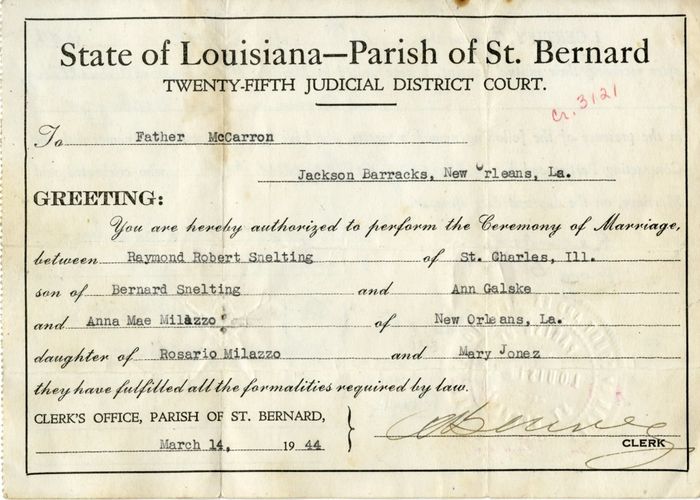 State of Louisiana—Parish of St. Bernard
TWENTY-FIFTH JUDICIAL DISTRICT COURT.
Cr. 3121
To Father McCarron
Jackson Barracks, New Orleans, La.
GREETING:
You are hereby authorized to perform the Ceremony of Marriage,
between Raymond Robert Snelting of St. Charles, Ill.
son of Bernard Snelting and Ann Galske
and Anna Mae Milazzo of New Orleans, La.
daughter of Rosario Milazzo and Mary Jonez
they have fulfilled all the formalities required by law.
CLERK'S OFFICE, PARISH OF ST. BERNARD,
March 14, 1944
CLERK